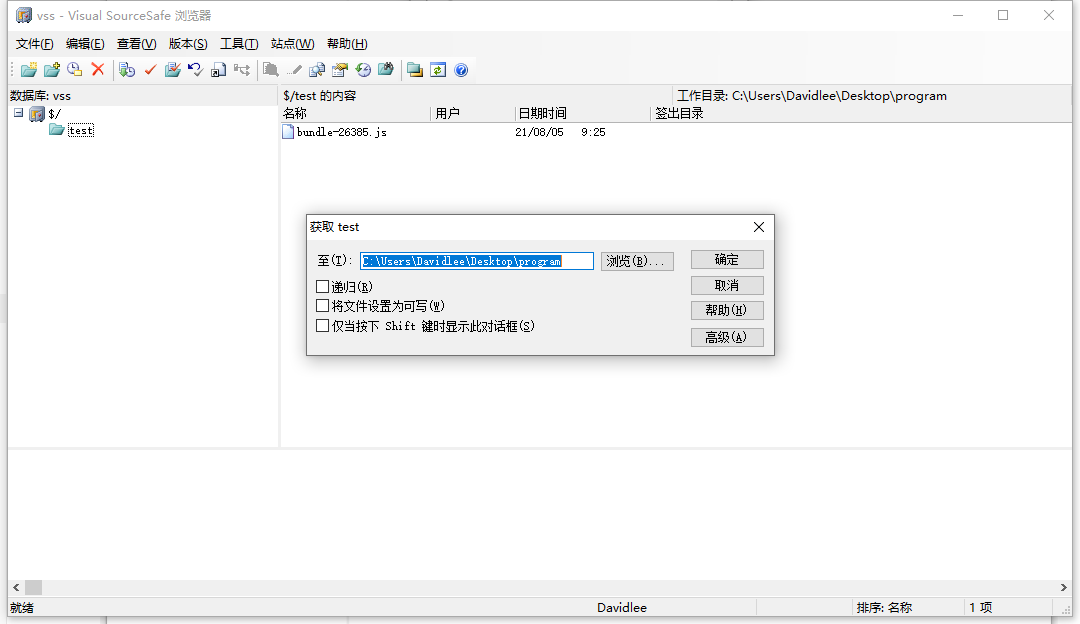 vss - Visual SourceSafe 浏览器
文件(F) 编辑(E) 查看(V) 版本(S) 工具(T) 站点(W) 帮助(H)
数据库: vss
$/test 的内容
工作目录: C:\Users\Davidlee\Desktop\program
$/
test
名称 用户 日期时间 签出目录
bundle-26385.js 21/08/05 9:25
获取 test
至(T): C:\Users\Davidlee\Desktop\program 浏览(B)... 确定
递归(R) 取消
将文件设置为可写(W) 帮助(H)
仅当按下 Shift 键时显示此对话框(S) 高级(A)
就绪 Davidlee 排序: 名称 1 项